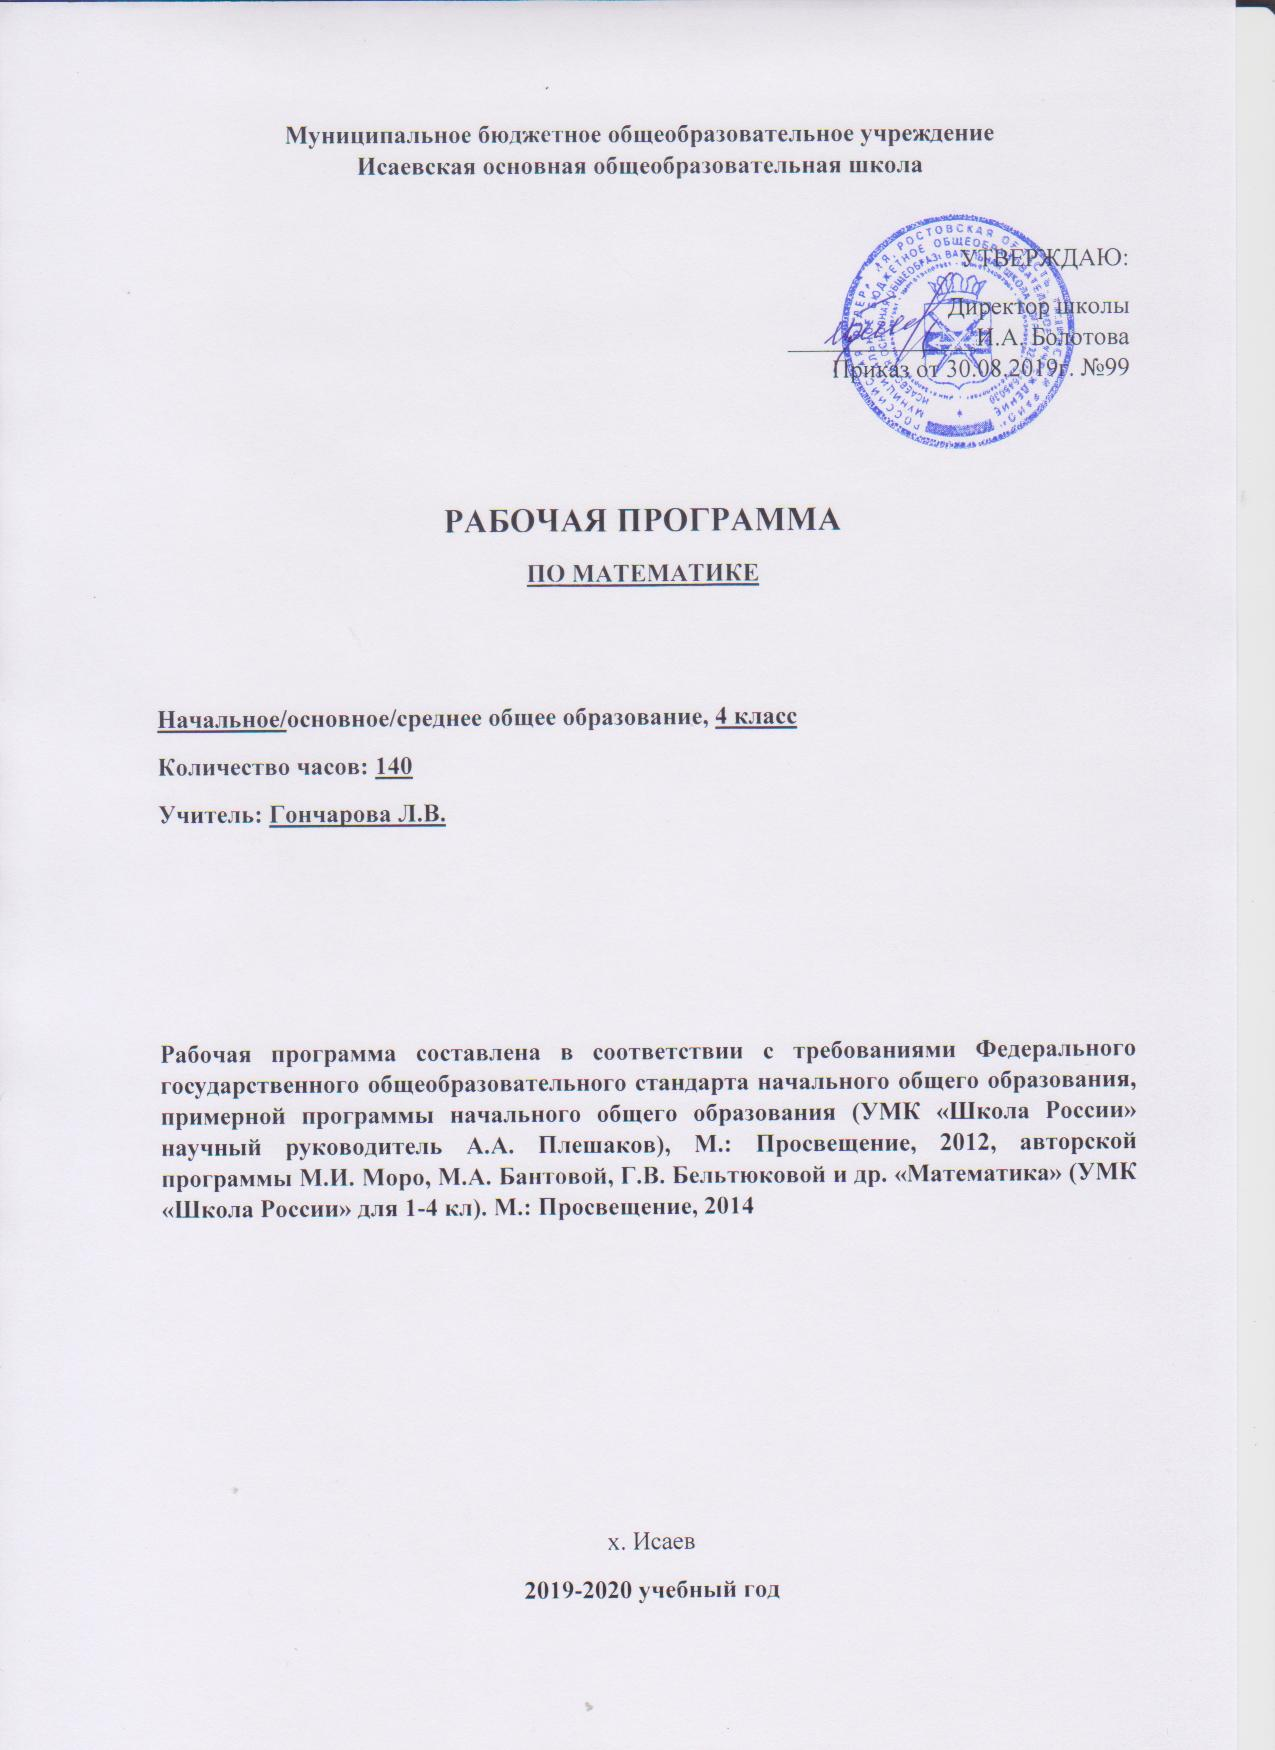 Муниципальное бюджетное общеобразовательное учреждение
Исаевская основная общеобразовательная школа
УТВЕРЖДАЮ:
Директор школы
И.А. Болотова
Приказ от 30.08.2019г. №99
РАБОЧАЯ ПРОГРАММА
ПО МАТЕМАТИКЕ
Начальное/основное/среднее общее образование, 4 класс
Количество часов: 140
Учитель: Гончарова Л.В.
Рабочая программа составлена в соответствии с требованиями Федерального
государственного общеобразовательного стандарта начального общего образования,
примерной программы начального общего образования (УМК «Школа России»
научный руководитель А.А. Плешаков), М.: Просвещение, 2012, авторской
программы М.И. Моро, М.А. Бантовой, Г.В. Бельтюковой и др. «Математика» (УМК
«Школа России» для 1-4 кл). М.: Просвещение, 2014
х. Исаев
2019-2020 учебный год